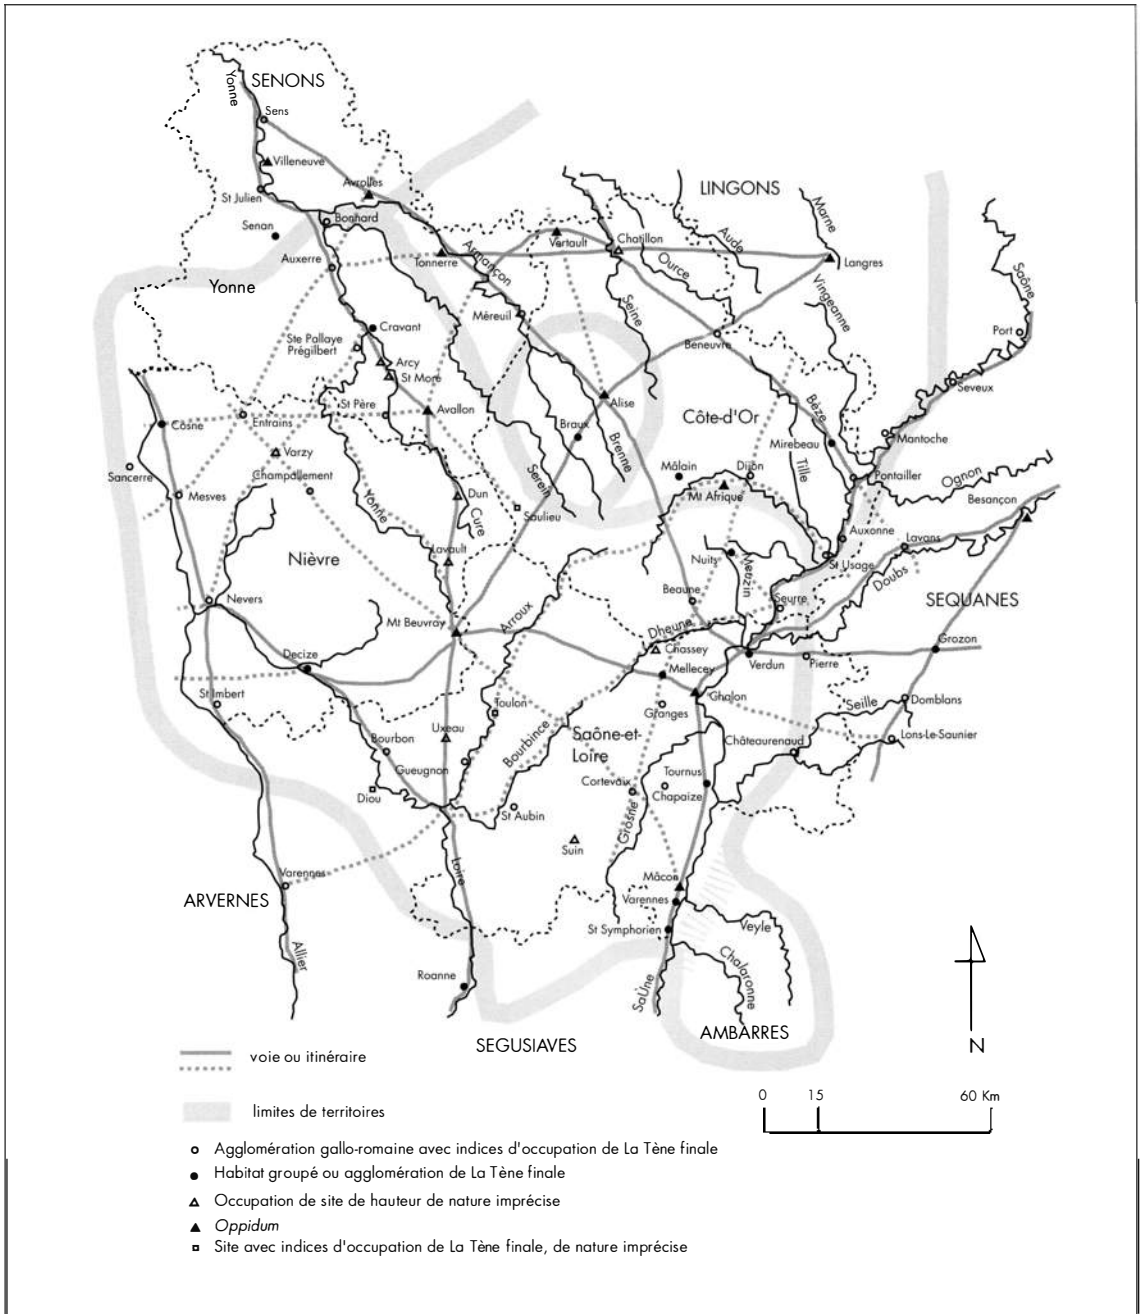 SENONS
Yonne
Sens
Villeneuve
Avrolles
St Julien
Bonhard
Senan
Auxerre
Tonnerre
Armançon
Vertault
Chatillon
LINGONS
Aude
Ource
Marne
Langres
Vingeanne
Saône
Port
Yonne
Seine
Méreuil
Cravant
Ste Pallaye
Prégilbert
Arcy
St Moré
Beneuvre
Seveux
St Père
Avallon
Alise
Côte-d'Or
Bèze
Côsne
Entrains
Braux
Brenne
Mirebeau
Mantoche
Varzy
Sancerre
Champallement
Serein
Mâlain
Dijon
Tille
Pontailler
Ognon
Mesves
Yonne
Dun
Cure
Saulieu
Mt Afrique
Besançon
Auxonne
Lavans
Nièvre
Lavault
Nuits
Meuzin
St Usage
Doubs
Nevers
Arroux
Beaune
Seurre
SEQUANES
Mt Beuvray
Dheune
Grozon
Decize
Chassey
Verdun
Pierre
Mellecey
St Imbert
Toulon
Granges
Chalon
Seille
Domblans
Bourbon
Uxeau
Bourbince
Saône-et-
Loire
Châteaurenaud
Lons-Le-Saunier
Gueugnon
Tournus
Cortevaix
Chapaize
Diou
St Aubin
Grosne
Suin
Loire
Varennes
Mâcon
ARVERNES
Varennes
St Symphorien
Veyle
Allier
Chalaronne
Roanne
SaÙne
AMBARRES
SEGUSIAVES
N
voie ou itinéraire
limites de territoires
0 15 60 Km
Agglomération gallo-romaine avec indices d'occupation de La Tène finale
Habitat groupé ou agglomération de La Tène finale
Occupation de site de hauteur de nature imprécise
Oppidum
Site avec indices d'occupation de La Tène finale, de nature imprécise